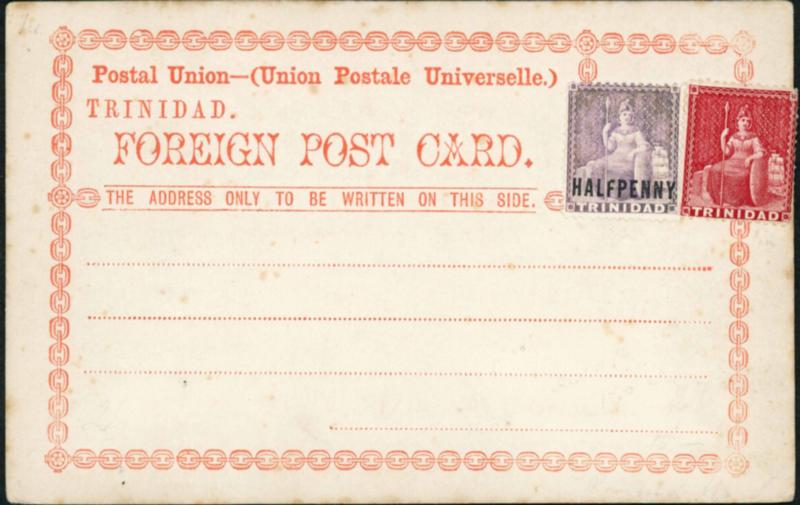 Postal Union—(Union Postale Universelle.)
TRINIDAD.
FOREIGN POST CARD.
THE ADDRESS ONLY TO BE WRITTEN ON THIS SIDE.
HALFPENNY
TRINIDAD
TRINIDAD